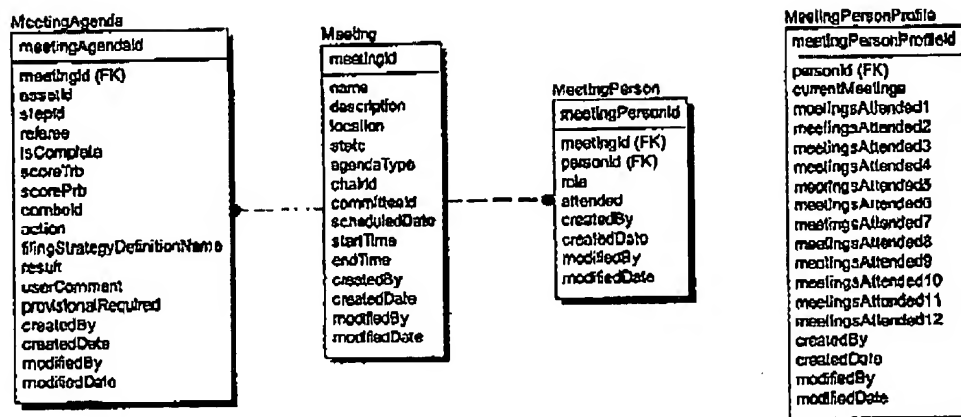 MeetingAgenda
meetingAgendaId
meetingId (FK)
assetId
stepId
referee
isComplete
scoreTrb
scorePrb
comboId
action
filingStrategyDefinitionName
result
userComment
provisionalRequired
createdBy
createdDate
modifiedBy
modifiedDate
Meeting
meetingId
name
description
location
state
agendaType
chairId
committeeId
scheduledDate
startTime
endTime
createdBy
createdDate
modifiedBy
modifiedDate
MeetingPerson
meetingPersonId
meetingId (FK)
personId (FK)
role
attended
createdBy
createdDate
modifiedBy
modifiedDate
MeetingPersonProfile
meetingPersonProfileId
personId (FK)
currentMeetings
meetingsAttended1
meetingsAttended2
meetingsAttended3
meetingsAttended4
meetingsAttended5
meetingsAttended6
meetingsAttended7
meetingsAttended8
meetingsAttended9
meetingsAttended10
meetingsAttended11
meetingsAttended12
createdBy
createdDate
modifiedBy
modifiedDate